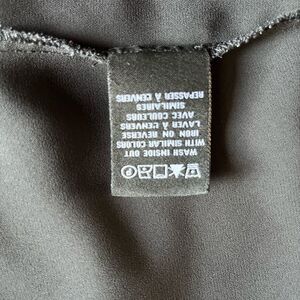 WASH INSIDE OUT
WITH SIMILAR COLORS
IRON ON REVERSE
LAVER À L'ENVERS
AVEC COULEURS
SIMILAIRES
REPASSER À L'ENVERS